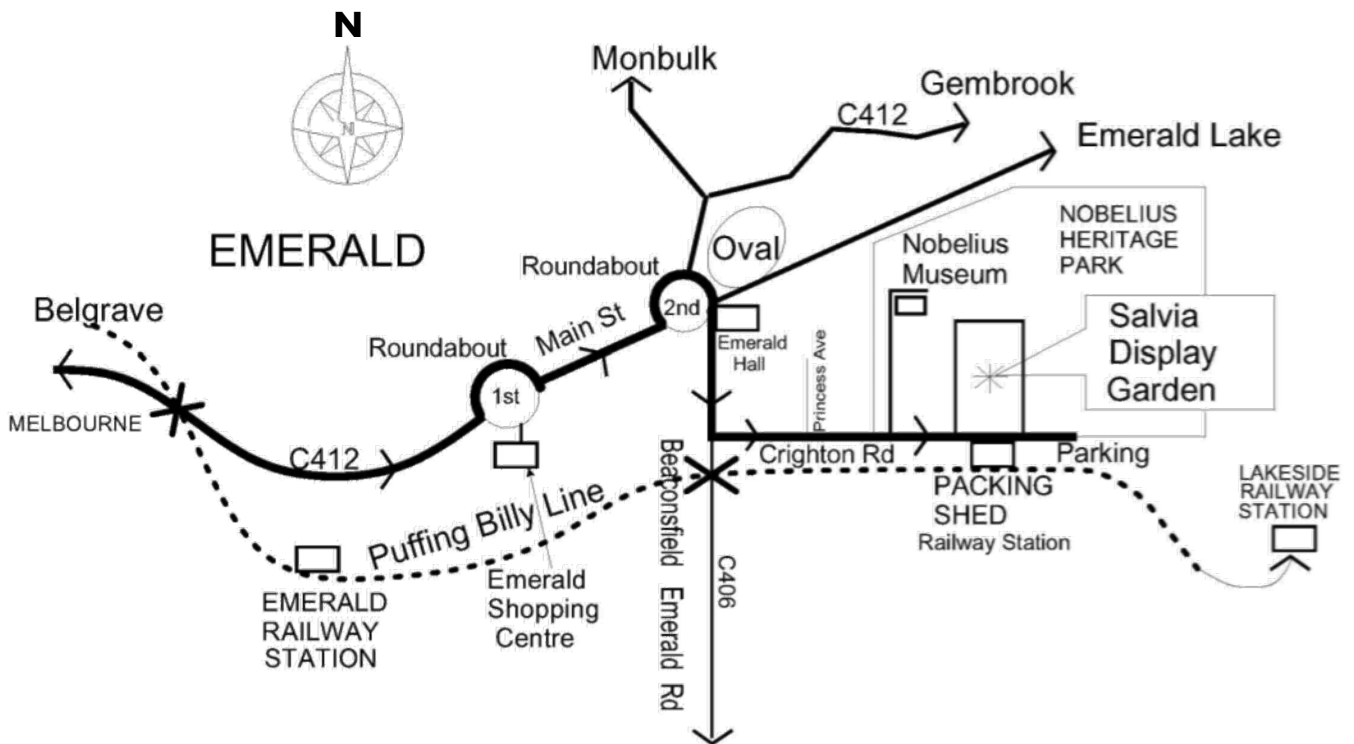 N
N
Monbulk
Gembrook
C412
Emerald Lake
EMERALD
Oval
NOBELIUS
HERITAGE
PARK
Nobelius
Museum
Roundabout
2nd
Belgrave
Main St
Salvia
Display
Garden
Roundabout
1st
Emerald
Hall
Princess Ave
MELBOURNE
C412
Crighton Rd
Parking
Puffing Billy Line
Beaconsfield Emerald Rd
C406
PACKING
SHED
Railway Station
LAKESIDE
RAILWAY
STATION
Emerald
Shopping
Centre
EMERALD
RAILWAY
STATION